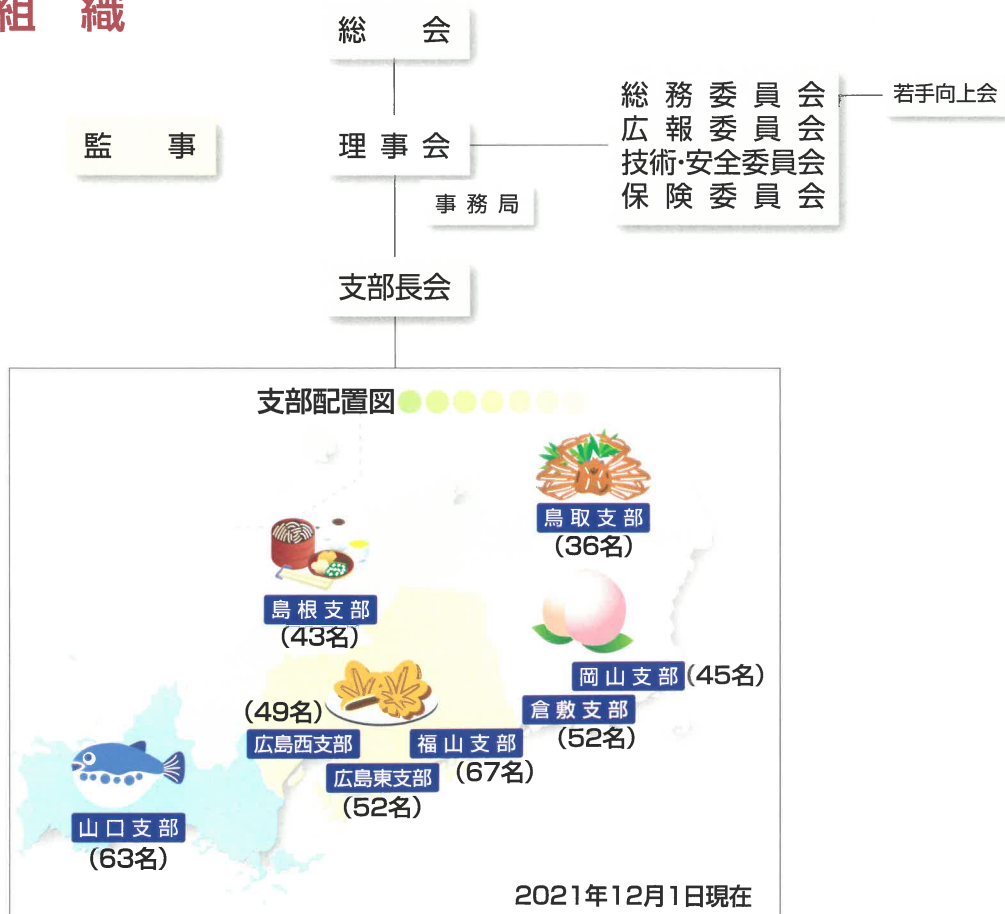 組織
総会
監事
理事会
総務委員会
広報委員会
技術・安全委員会
保険委員会
若手向上会
事務局
支部長会
支部配置図
鳥取支部
(36名)
島根支部
(43名)
岡山支部(45名)
倉敷支部
(52名)
(49名)
広島西支部
福山支部
(67名)
広島東支部
(52名)
山口支部
(63名)
2021年12月1日現在